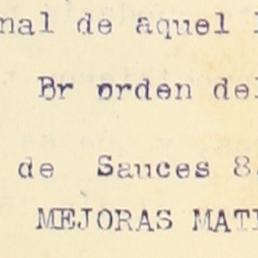 nal de aquel
Br orden del
de Sauces 8
MEJORAS MAT